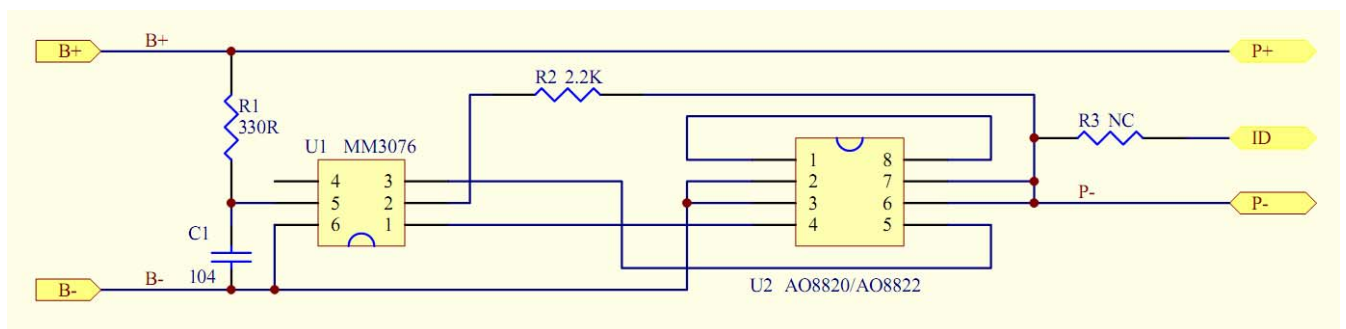 B+ B+ P+
R2 2.2K
R1
330R
R3 NC ID
U1 MM3076
1 8
4 3 2 7
5 2 3 6 P- P-
6 1 4 5
C1
104
B- B-
U2 AO8820/AO8822